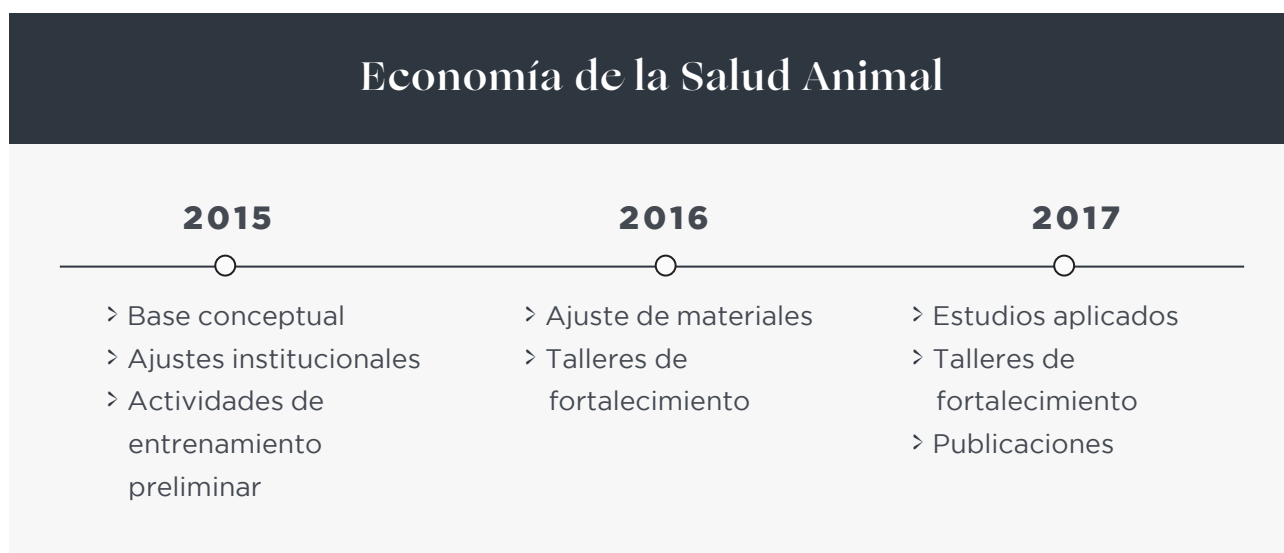 Economía de la Salud Animal
2015
> Base conceptual
> Ajustes institucionales
> Actividades de
entrenamiento
preliminar
2016
> Ajuste de materiales
> Talleres de
fortalecimiento
2017
> Estudios aplicados
> Talleres de
fortalecimiento
> Publicaciones